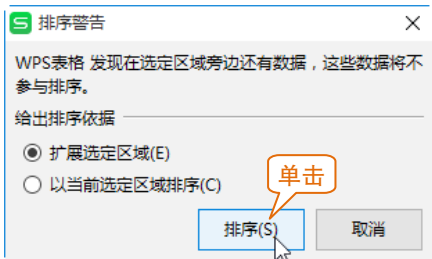 排序警告
WPS表格 发现在选定区域旁边还有数据，这些数据将不
参与排序。
给出排序依据
扩展选定区域(E)
以当前选定区域排序(C)
单击
排序(S)
取消